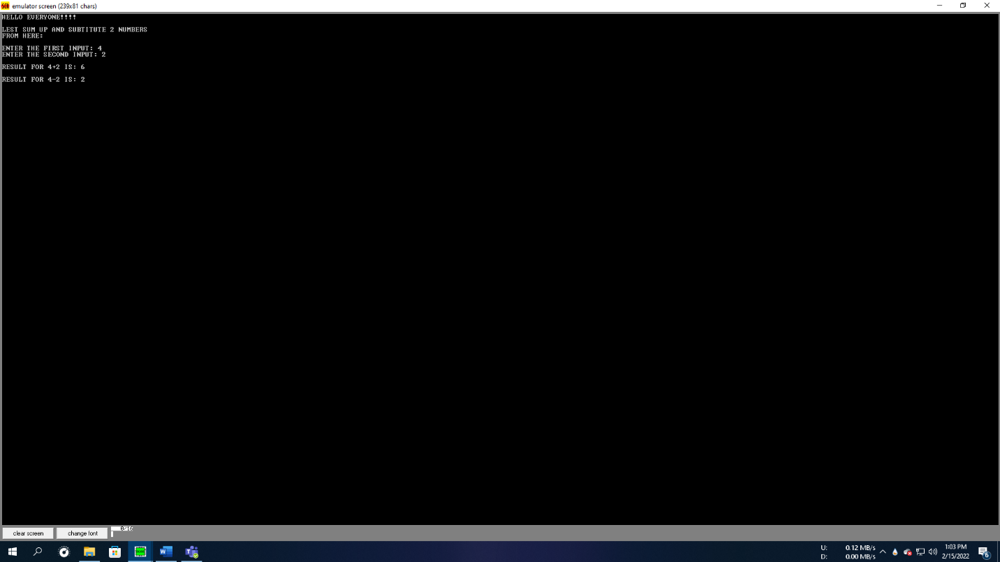 emulator screen (239x81 chars)
HELLO EVERYONE!!!!
LEST SUM UP AND SUBTITUTE 2 NUMBERS
FROM HERE:
ENTER THE FIRST INPUT: 4
ENTER THE SECOND INPUT: 2
RESULT FOR 4+2 IS: 6
RESULT FOR 4-2 IS: 2
clear screen
change font
0/16
U: 0.12 MB/s
D: 0.00 MB/s
1:03 PM
2/15/2022
6